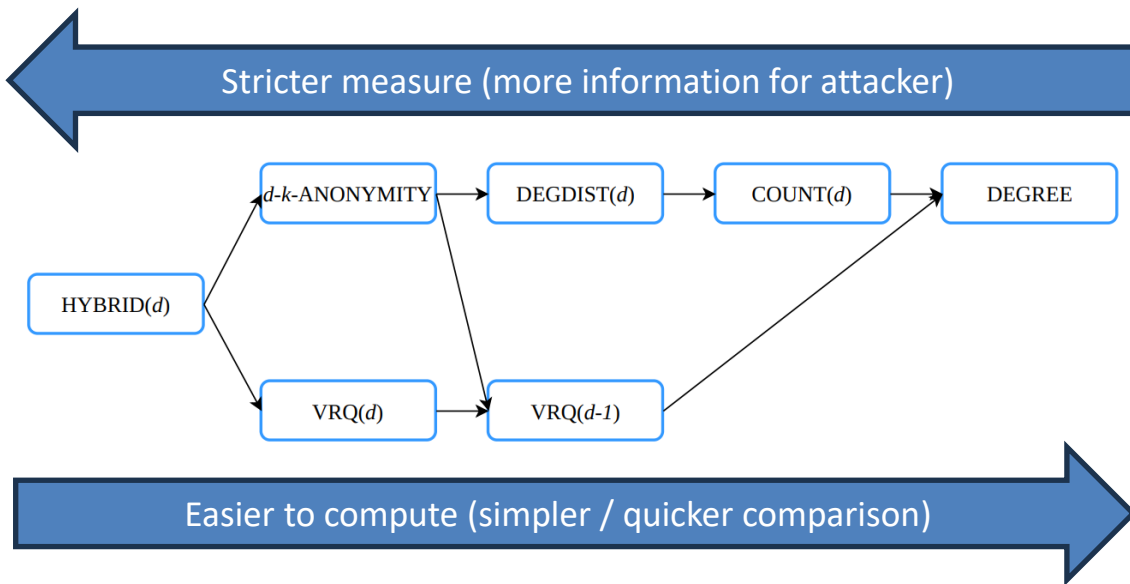 Stricter measure (more information for attacker)
d-k-ANONYMITY
DEGDIST(d)
COUNT(d)
DEGREE
HYBRID(d)
VRQ(d)
VRQ(d-1)
Easier to compute (simpler / quicker comparison)